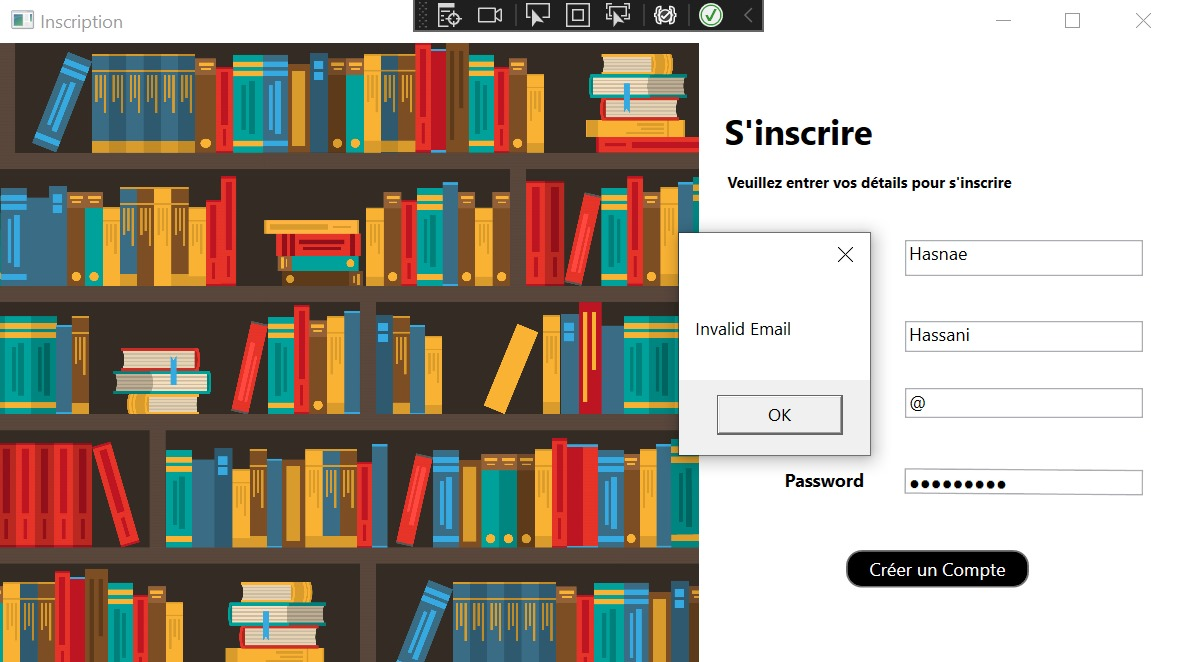 Inscription
S'inscrire
Veuillez entrer vos détails pour s'inscrire
Hasnae
Invalid Email
Hassani
@
OK
Password
Créer un Compte